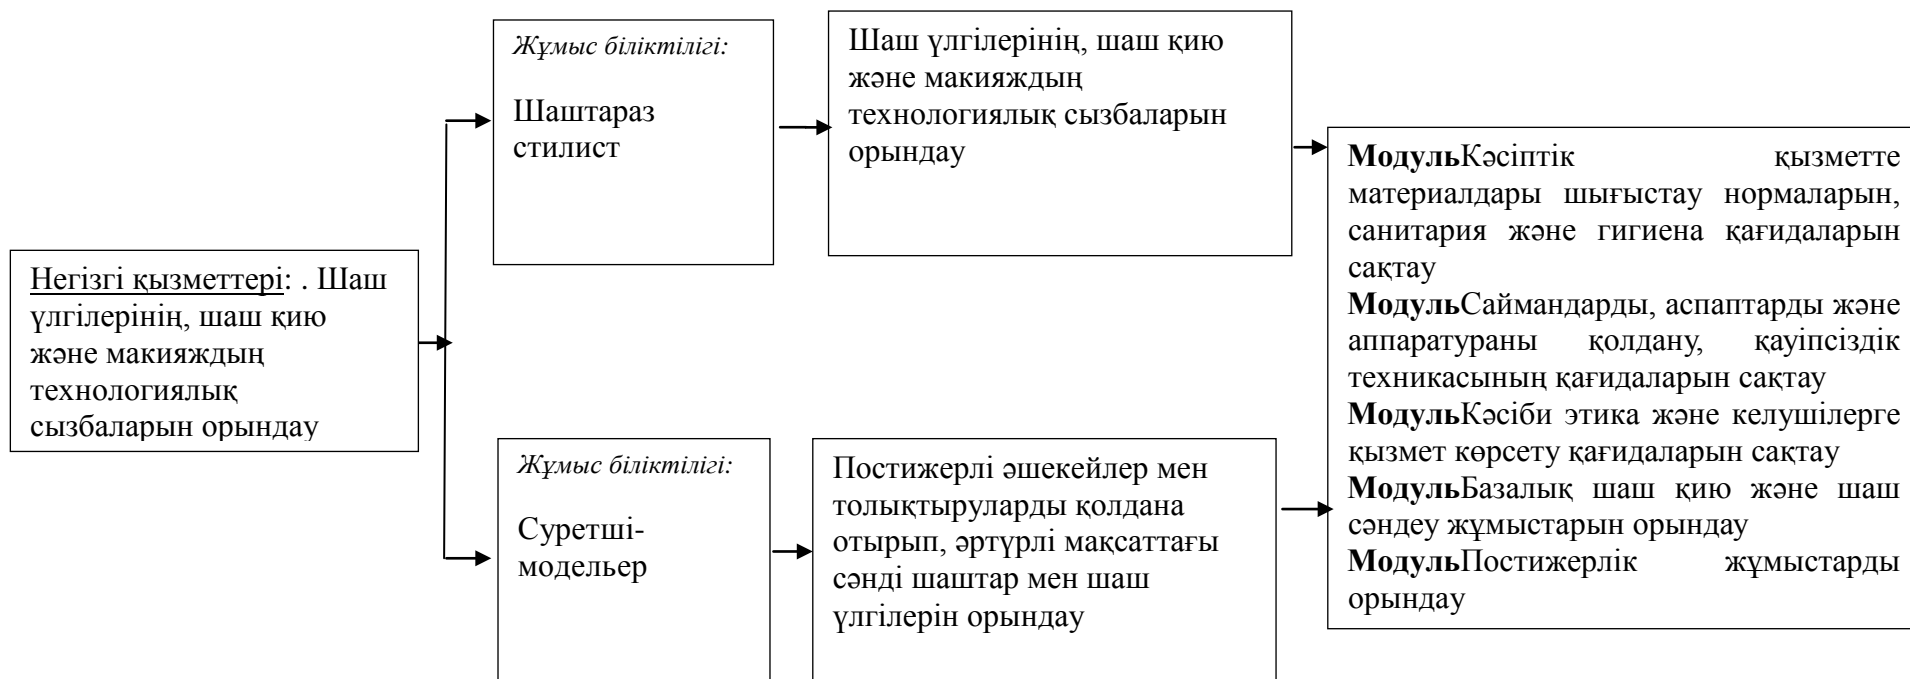 Негізгі қызметтері: . Шаш
үлгілерінің, шаш қию
және макияждың
технологиялық
сызбаларын орындау
Жұмыс біліктілігі:
Шаштараз
стилист
Шаш үлгілерінің, шаш қию
және макияждың
технологиялық сызбаларын
орындау
Жұмыс біліктілігі:
Суретші-
модельер
Постижерлі әшекейлер мен
толықтыруларды қолдана
отырып, әртүрлі мақсаттағы
сәнді шаштар мен шаш
үлгілерін орындау
МодульКәсіптік қызметте
материалдары шығыстау нормаларын,
санитария және гигиена қағидаларын
сақтау
МодульСаймандарды, аспаптарды және
аппаратураны қолдану, қауіпсіздік
техникасының қағидаларын сақтау
МодульКәсіби этика және келушілерге
қызмет көрсету қағидаларын сақтау
МодульБазалық шаш қию және шаш
сәндеу жұмыстарын орындау
МодульПостижерлік жұмыстарды
орындау